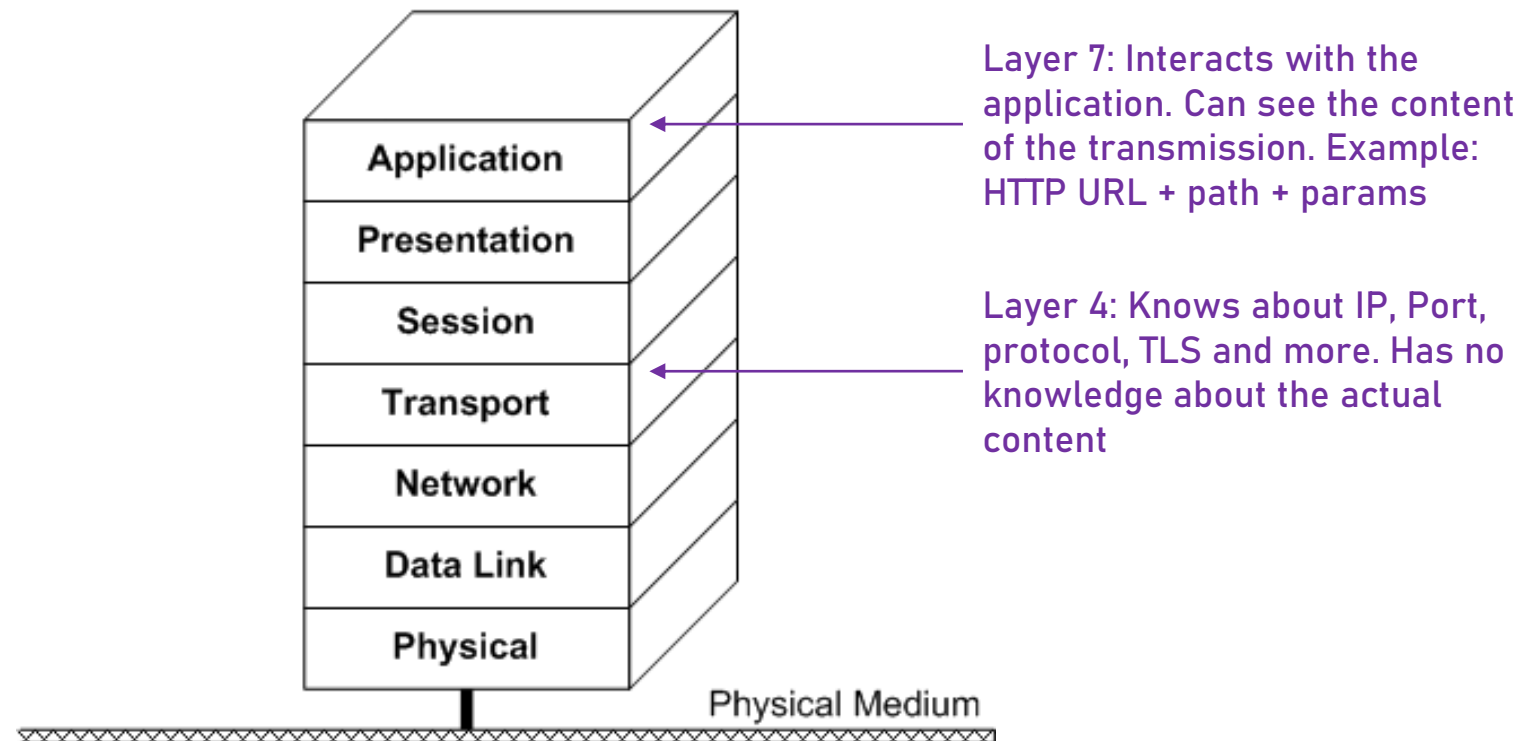 Application
Presentation
Session
Transport
Network
Data Link
Physical
Physical Medium
Layer 7: Interacts with the
application. Can see the content
of the transmission. Example:
HTTP URL + path + params
Layer 4: Knows about IP, Port,
protocol, TLS and more. Has no
knowledge about the actual
content